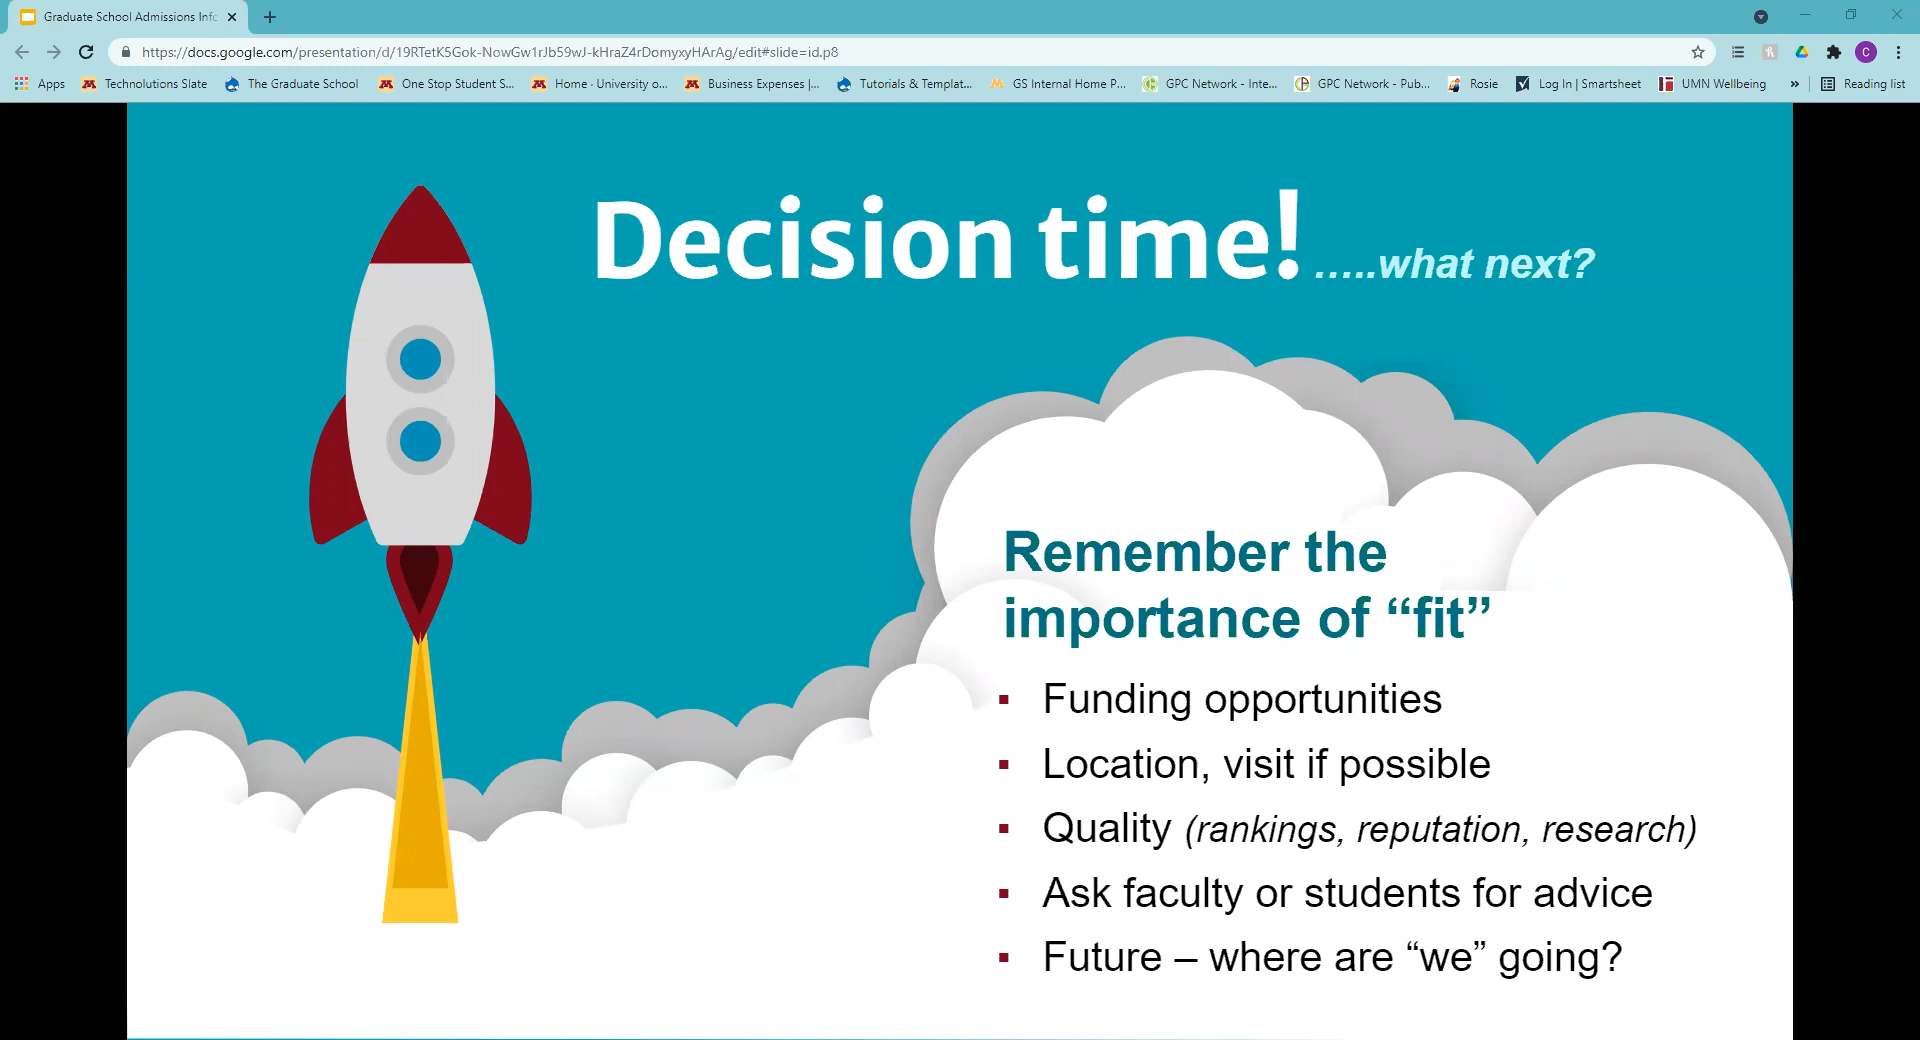 Graduate School Admissions Info
https://docs.google.com/presentation/d/19RTetK5Gok-NowGw1rJb59wJ-kHraZ4rDomyxyHArAg/edit#slide=id.p8
C
Apps Technolutions Slate The Graduate School One Stop Student S... Home · University o... Business Expenses |... Tutorials & Templat... GS Internal Home P... GPC Network - Inte... GPC Network - Pub... Rosie Log In | Smartsheet UMN Wellbeing » Reading list
Decision time! .....what next?
Remember the
importance of “fit”
▪ Funding opportunities
▪ Location, visit if possible
▪ Quality (rankings, reputation, research)
▪ Ask faculty or students for advice
▪ Future – where are “we” going?